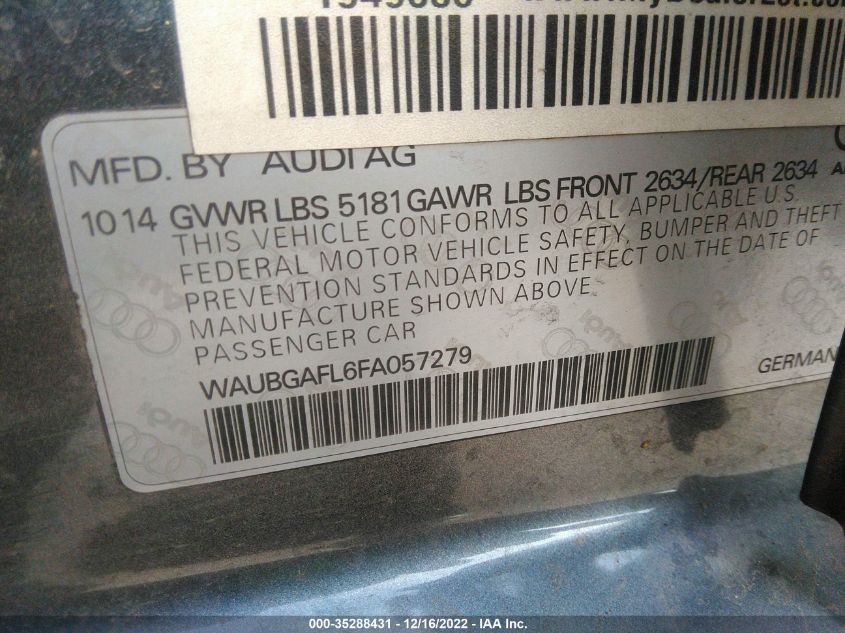 MFD. BY AUDI AG
1014 GVWR LBS 5181 GAWR LBS FRONT 2634/REAR 2634
THIS VEHICLE CONFORMS TO ALL APPLICABLE U.S.
FEDERAL MOTOR VEHICLE SAFETY, BUMPER AND THEFT
PREVENTION STANDARDS IN EFFECT ON THE DATE OF
MANUFACTURE SHOWN ABOVE
PASSENGER CAR
WAUBGAFL6FA057279
GERMAN
000-35288431 - 12/16/2022 - IAA Inc.